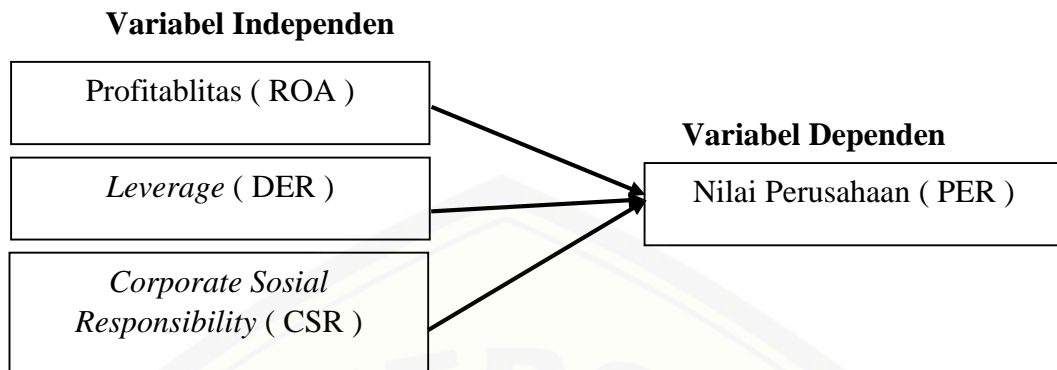 Variabel Independen
Profitablitas ( ROA )
Leverage ( DER )
Corporate Sosial
Responsibility ( CSR )
Variabel Dependen
Nilai Perusahaan ( PER )